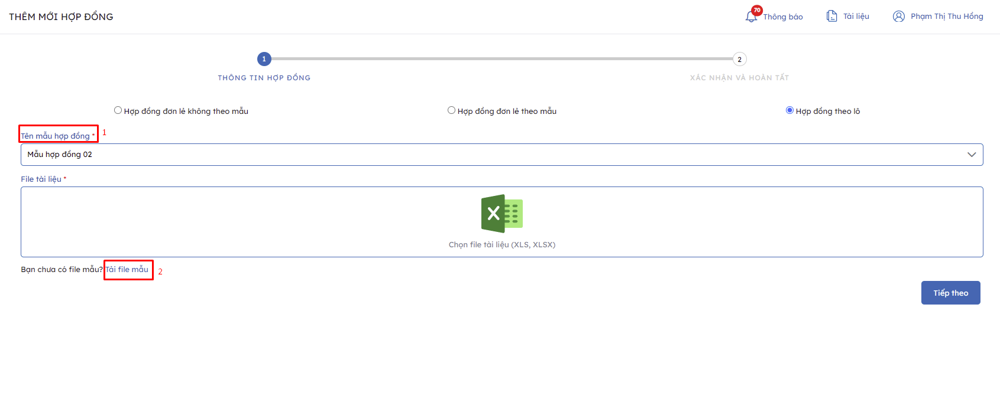 THÊM MỚI HỢP ĐỒNG
70
Thông báo
Tài liệu
Phạm Thị Thu Hồng
1
2
THÔNG TIN HỢP ĐỒNG
XÁC NHẬN VÀ HOÀN TẤT
Hợp đồng đơn lẻ không theo mẫu
Hợp đồng đơn lẻ theo mẫu
Hợp đồng theo lô
Tên mẫu hợp đồng *
1
Mẫu hợp đồng 02
File tài liệu *
X
Chọn file tài liệu (XLS, XLSX)
Bạn chưa có file mẫu? Tải file mẫu
2
Tiếp theo